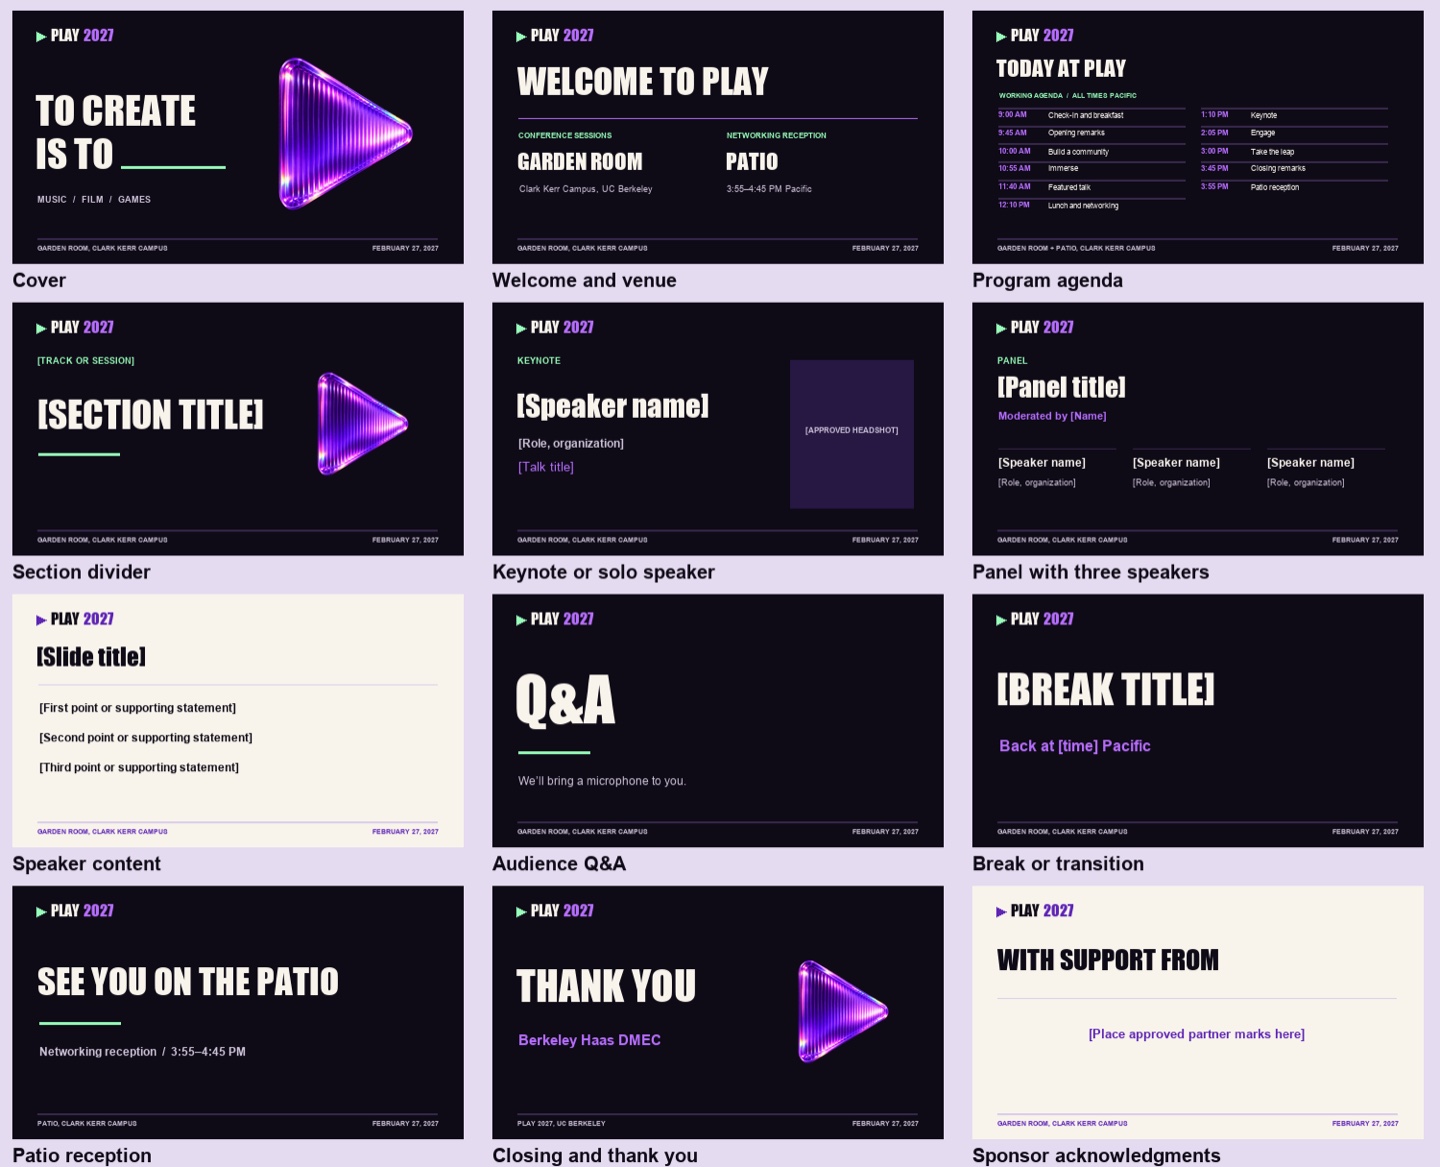 PLAY 2027
TO CREATE
IS TO
MUSIC / FILM / GAMES
GARDEN ROOM, CLARK KERR CAMPUS
FEBRUARY 27, 2027
Cover
PLAY 2027
WELCOME TO PLAY
CONFERENCE SESSIONS
GARDEN ROOM
Clark Kerr Campus, UC Berkeley
NETWORKING RECEPTION
PATIO
3:55–4:45 PM Pacific
GARDEN ROOM, CLARK KERR CAMPUS
FEBRUARY 27, 2027
Welcome and venue
PLAY 2027
TODAY AT PLAY
WORKING AGENDA / ALL TIMES PACIFIC
9:00 AM Check-in and breakfast
9:45 AM Opening remarks
10:00 AM Build a community
10:55 AM Immerse
11:40 AM Featured talk
12:10 PM Lunch and networking
1:10 PM Keynote
2:05 PM Engage
3:00 PM Take the leap
3:45 PM Closing remarks
3:55 PM Patio reception
GARDEN ROOM + PATIO, CLARK KERR CAMPUS
FEBRUARY 27, 2027
Program agenda
PLAY 2027
[TRACK OR SESSION]
[SECTION TITLE]
GARDEN ROOM, CLARK KERR CAMPUS
FEBRUARY 27, 2027
Section divider
PLAY 2027
KEYNOTE
[Speaker name]
[Role, organization]
[Talk title]
[APPROVED HEADSHOT]
GARDEN ROOM, CLARK KERR CAMPUS
FEBRUARY 27, 2027
Keynote or solo speaker
PLAY 2027
PANEL
[Panel title]
Moderated by [Name]
[Speaker name]
[Role, organization]
[Speaker name]
[Role, organization]
[Speaker name]
[Role, organization]
GARDEN ROOM, CLARK KERR CAMPUS
FEBRUARY 27, 2027
Panel with three speakers
PLAY 2027
[Slide title]
[First point or supporting statement]
[Second point or supporting statement]
[Third point or supporting statement]
GARDEN ROOM, CLARK KERR CAMPUS
FEBRUARY 27, 2027
Speaker content
PLAY 2027
Q&A
We'll bring a microphone to you.
GARDEN ROOM, CLARK KERR CAMPUS
FEBRUARY 27, 2027
Audience Q&A
PLAY 2027
[BREAK TITLE]
Back at [time] Pacific
GARDEN ROOM, CLARK KERR CAMPUS
FEBRUARY 27, 2027
Break or transition
PLAY 2027
SEE YOU ON THE PATIO
Networking reception / 3:55–4:45 PM
PATIO, CLARK KERR CAMPUS
FEBRUARY 27, 2027
Patio reception
PLAY 2027
THANK YOU
Berkeley Haas DMEC
PLAY 2027, UC BERKELEY
FEBRUARY 27, 2027
Closing and thank you
PLAY 2027
WITH SUPPORT FROM
[Place approved partner marks here]
GARDEN ROOM, CLARK KERR CAMPUS
FEBRUARY 27, 2027
Sponsor acknowledgments